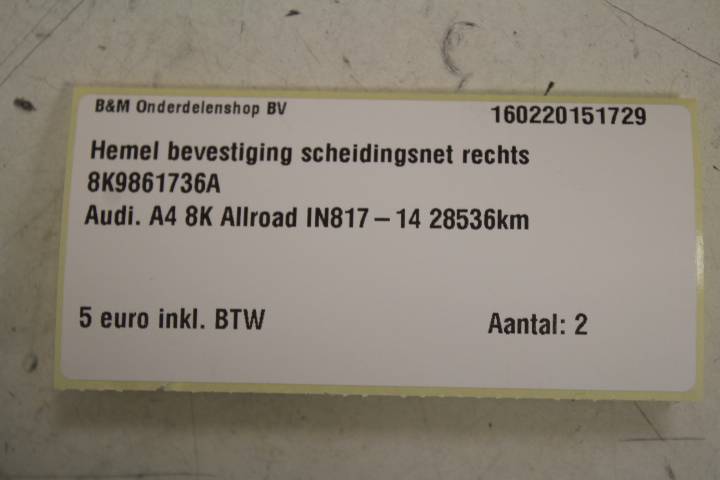 B&M Onderdelenshop BV 160220151729
Hemel bevestiging scheidingsnet rechts
8K9861736A
Audi. A4 8K Allroad IN817 – 14 28536km
5 euro inkl. BTW Aantal: 2